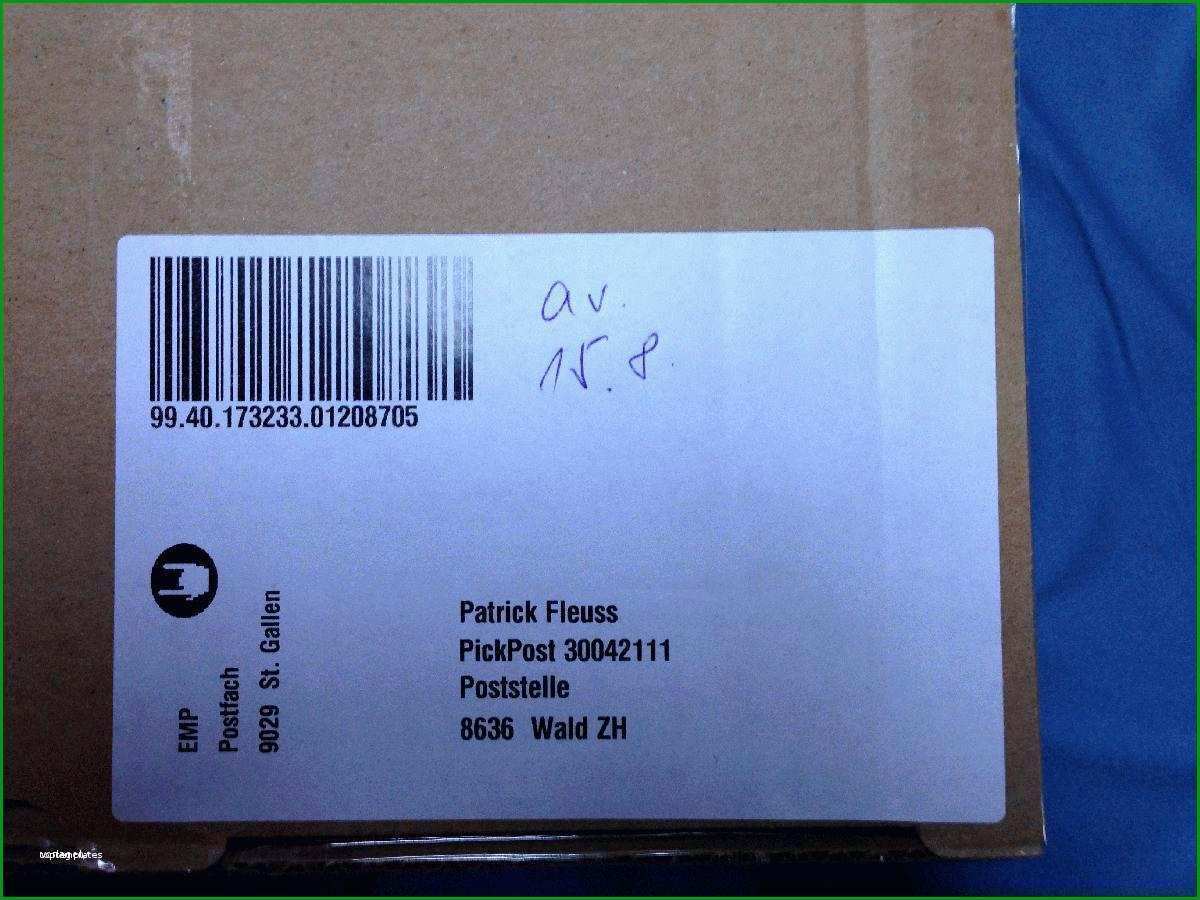 99.40.173233.01208705
av.
15.8.
EMP
Postfach
9029 St. Gallen
Patrick Fleuss
PickPost 30042111
Poststelle
8636 Wald ZH